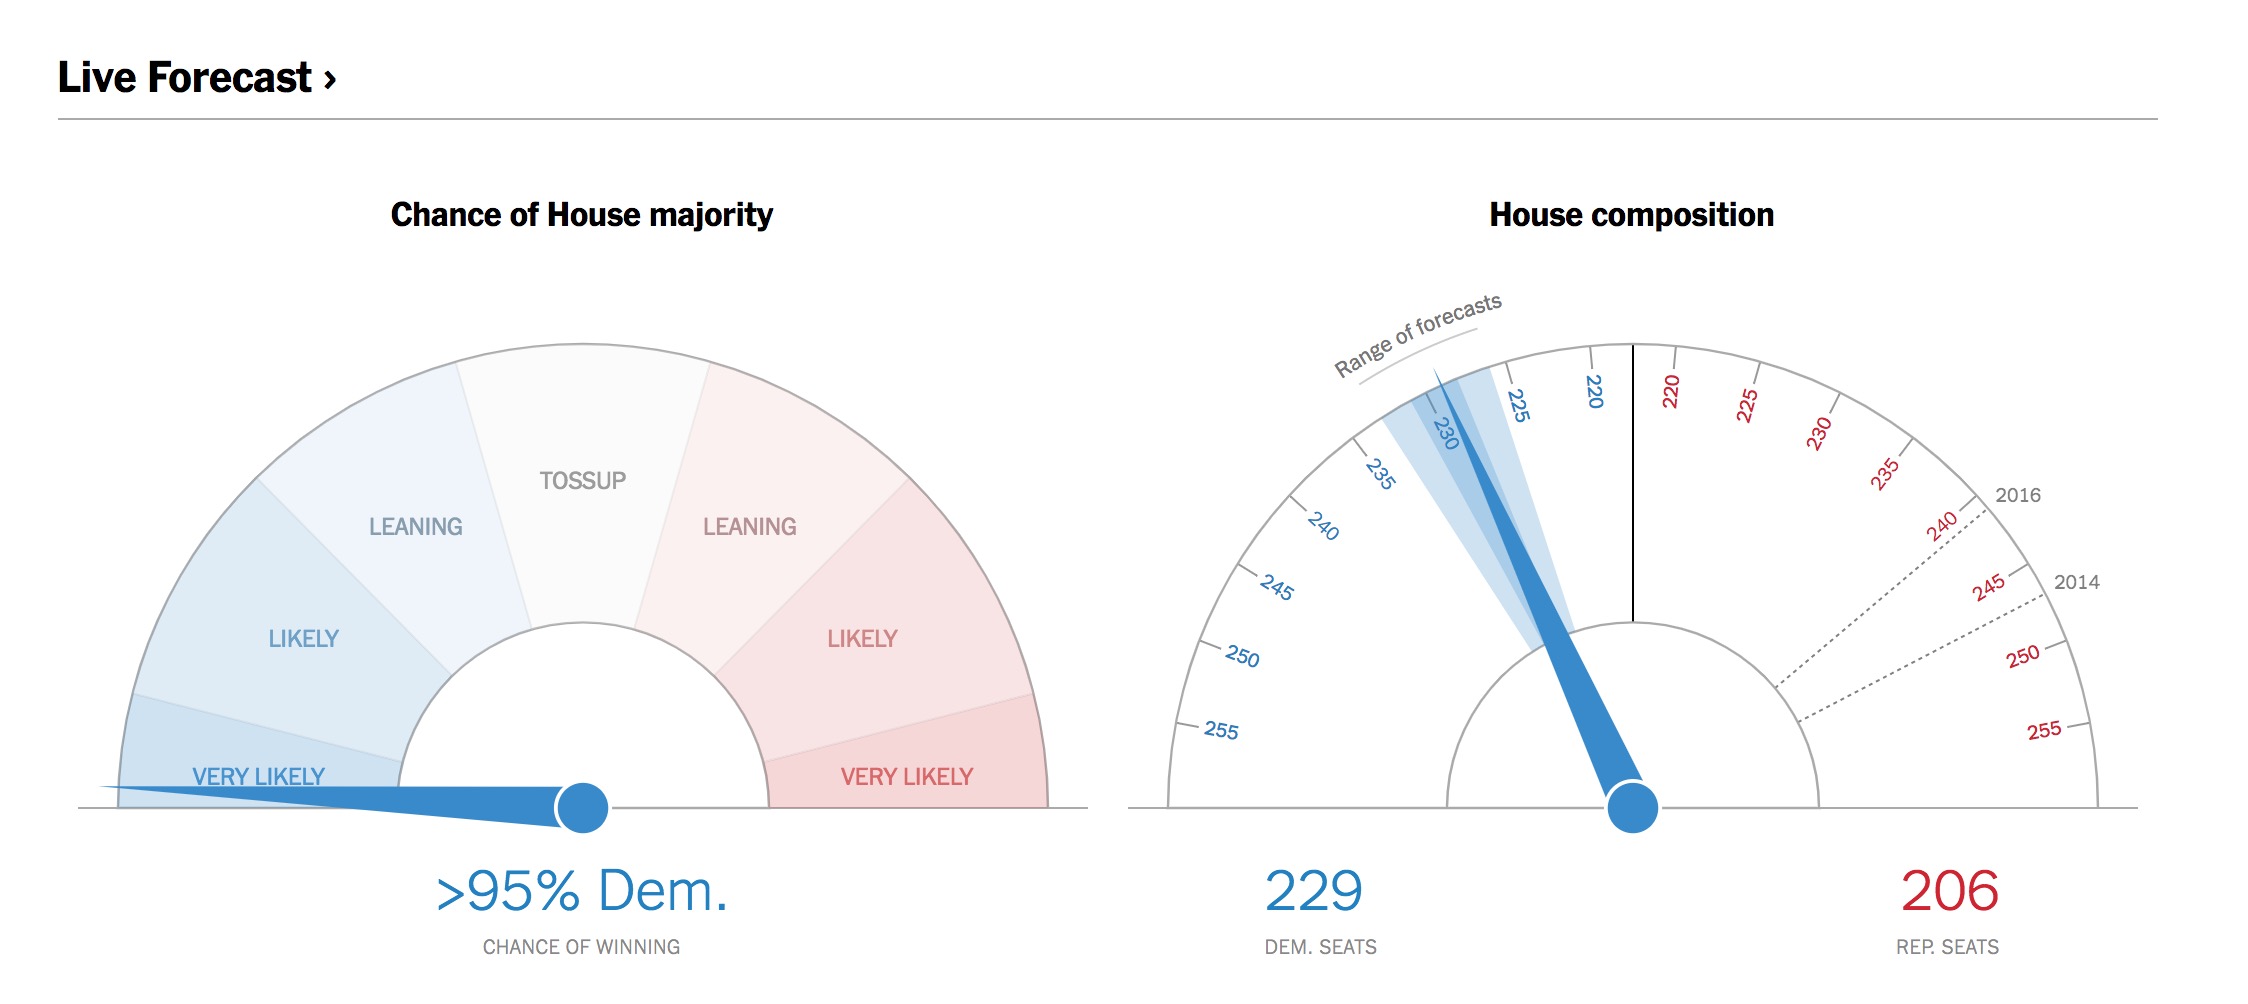 Live Forecast ›
Chance of House majority
TOSSUP
LEANING
LEANING
LIKELY
LIKELY
VERY LIKELY
VERY LIKELY
>95% Dem.
CHANCE OF WINNING
House composition
Range of forecasts
255
250
245
240
235
230
225
220
220
225
230
235
240
2016
245
2014
250
255
229
DEM. SEATS
206
REP. SEATS